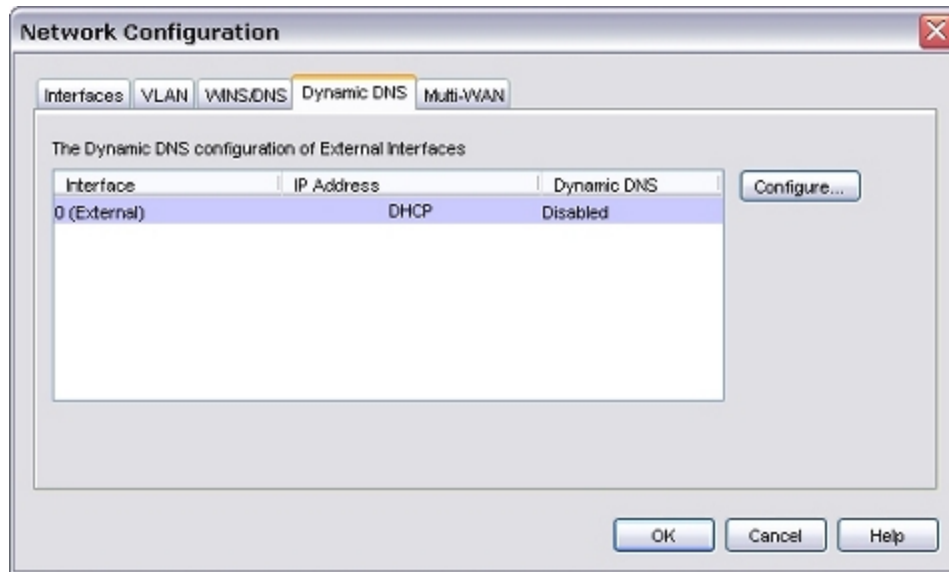 Network Configuration
Interfaces VLAN WINS/DNS Dynamic DNS Multi-WAN
The Dynamic DNS configuration of External Interfaces
Interface IP Address Dynamic DNS Configure...
0 (External) DHCP Disabled
OK Cancel Help